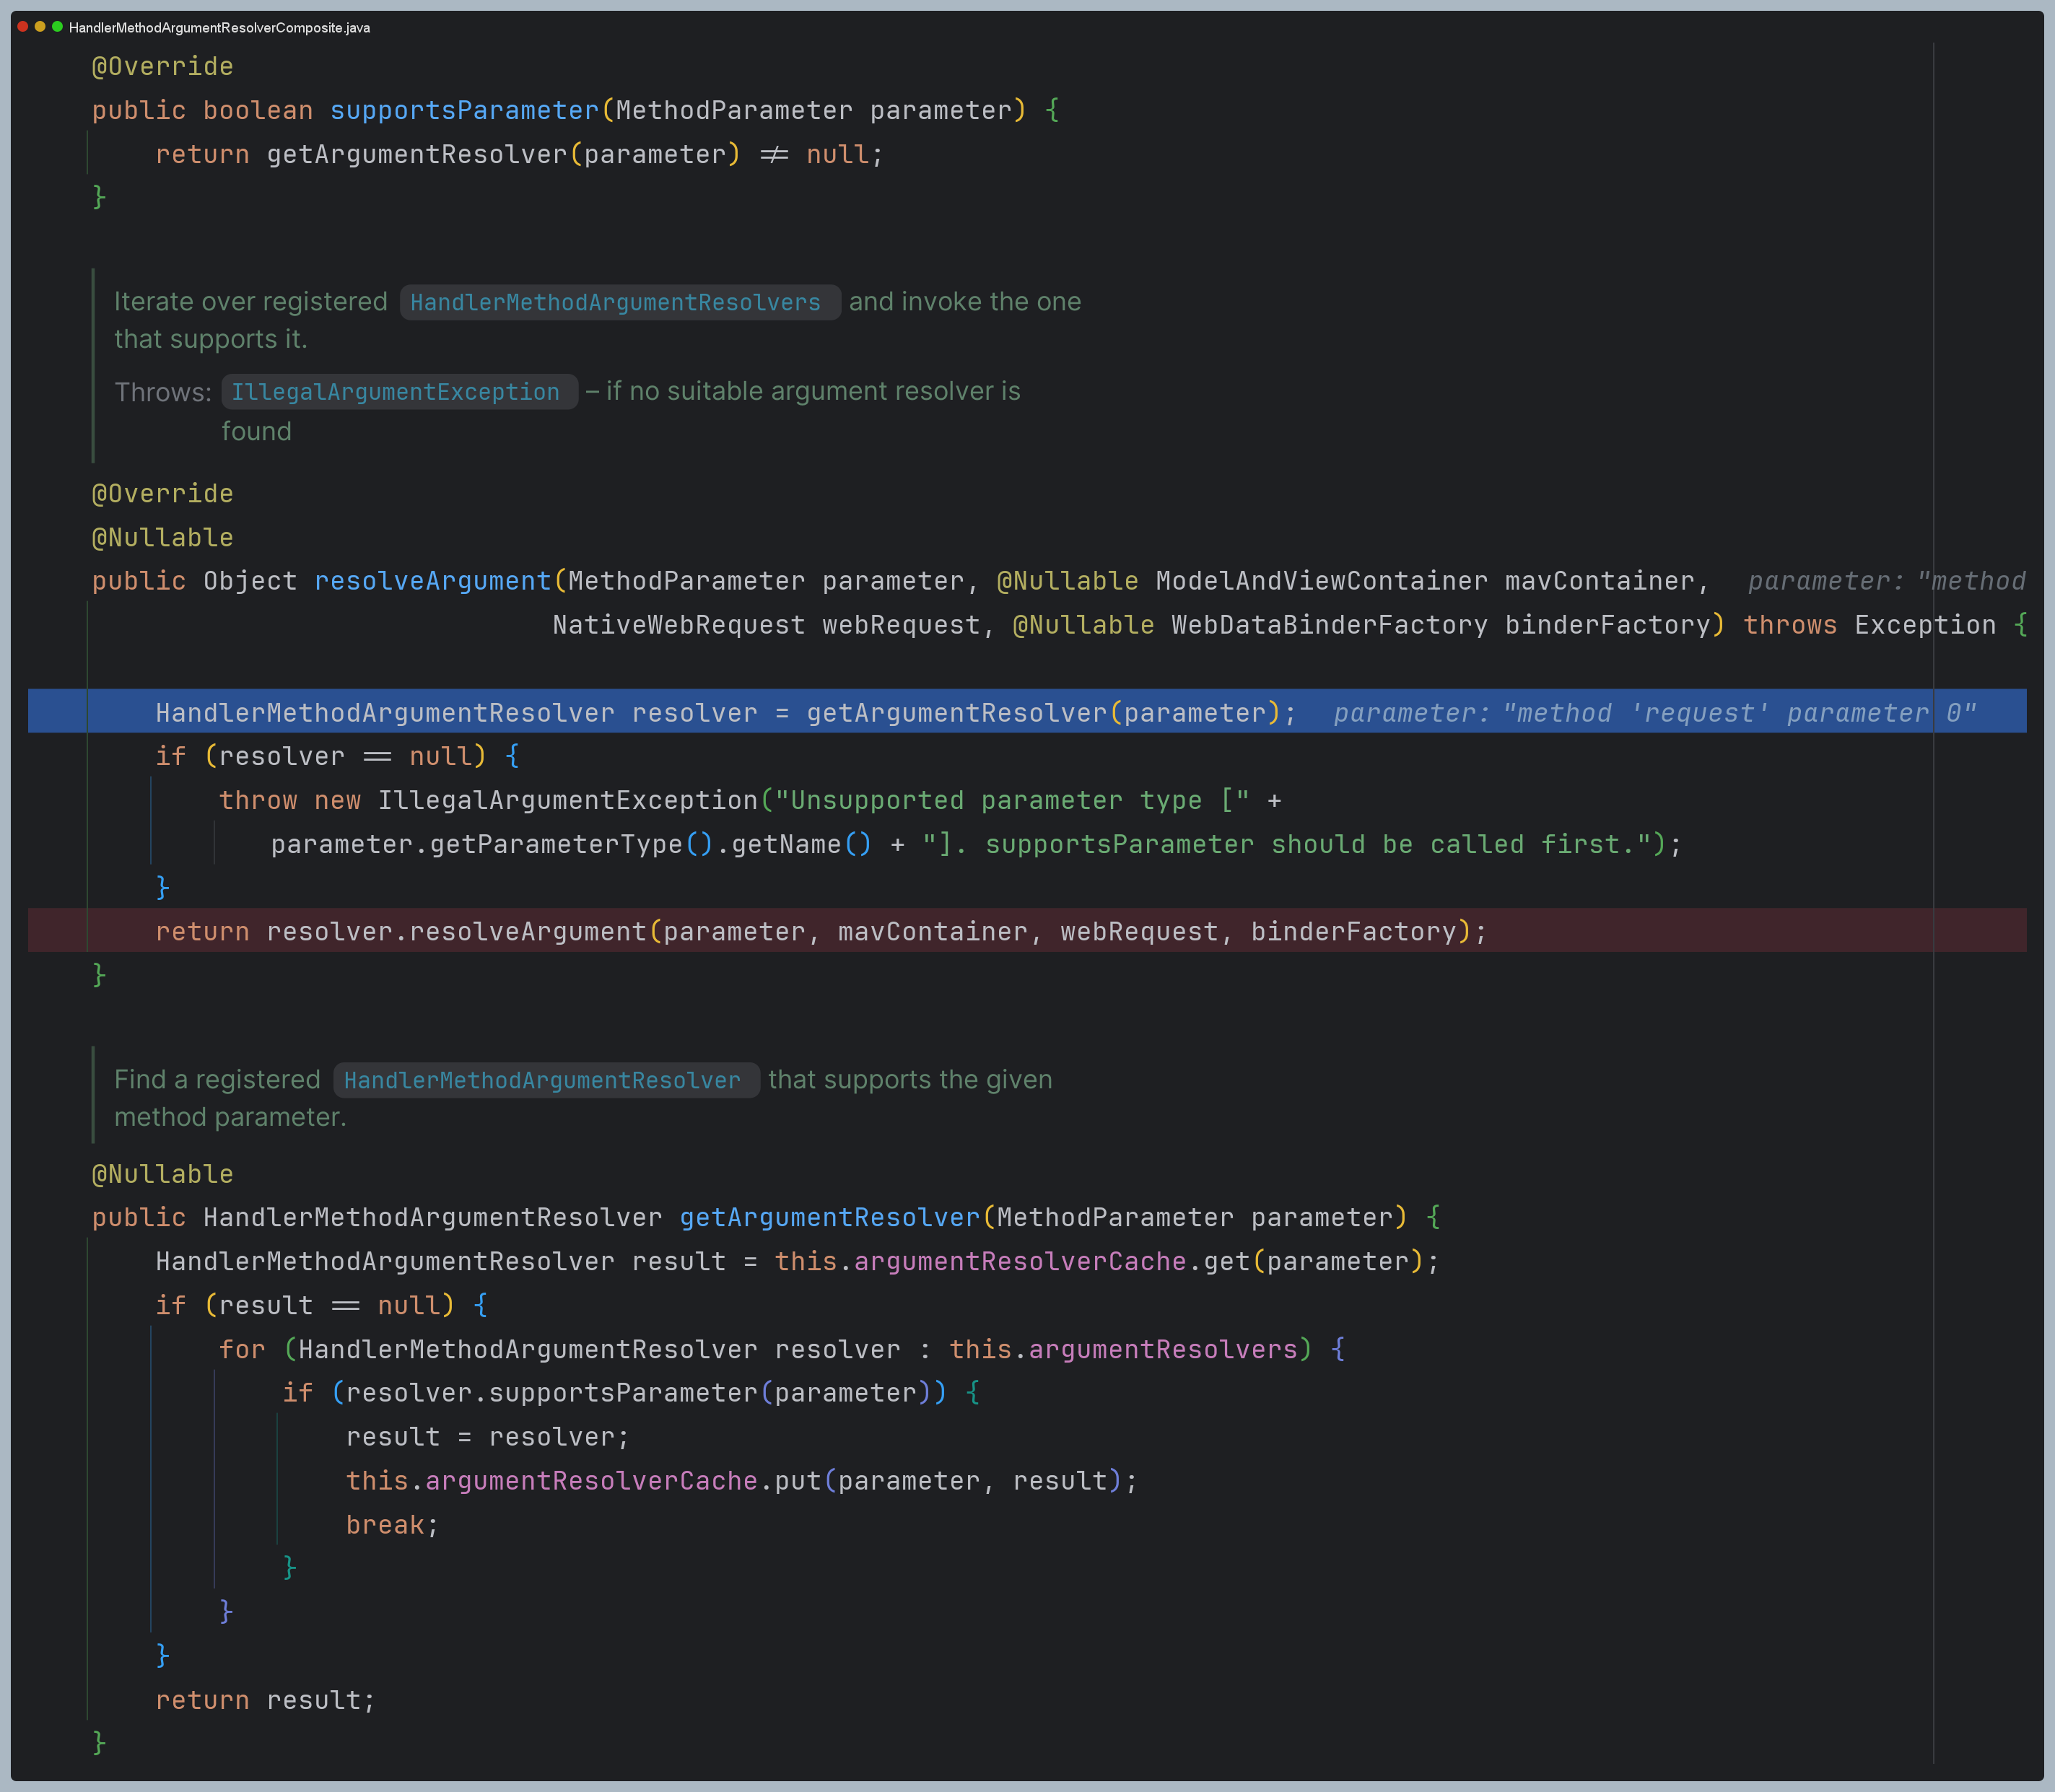 HandlerMethodArgumentResolverComposite.java
@Override
public boolean supportsParameter(MethodParameter parameter) {
return getArgumentResolver(parameter) != null;
}
Iterate over registered HandlerMethodArgumentResolvers and invoke the one
that supports it.
Throws: IllegalArgumentException – if no suitable argument resolver is
found
@Override
@Nullable
public Object resolveArgument(MethodParameter parameter, @Nullable ModelAndViewContainer mavContainer, parameter: "method
NativeWebRequest webRequest, @Nullable WebDataBinderFactory binderFactory) throws Exception {
HandlerMethodArgumentResolver resolver = getArgumentResolver(parameter); parameter: "method 'request' parameter 0"
if (resolver == null) {
throw new IllegalArgumentException("Unsupported parameter type [" +
parameter.getParameterType().getName() + "]. supportsParameter should be called first.");
}
return resolver.resolveArgument(parameter, mavContainer, webRequest, binderFactory);
}
Find a registered HandlerMethodArgumentResolver that supports the given
method parameter.
@Nullable
public HandlerMethodArgumentResolver getArgumentResolver(MethodParameter parameter) {
HandlerMethodArgumentResolver result = this.argumentResolverCache.get(parameter);
if (result == null) {
for (HandlerMethodArgumentResolver resolver : this.argumentResolvers) {
if (resolver.supportsParameter(parameter)) {
result = resolver;
this.argumentResolverCache.put(parameter, result);
break;
}
}
}
return result;
}